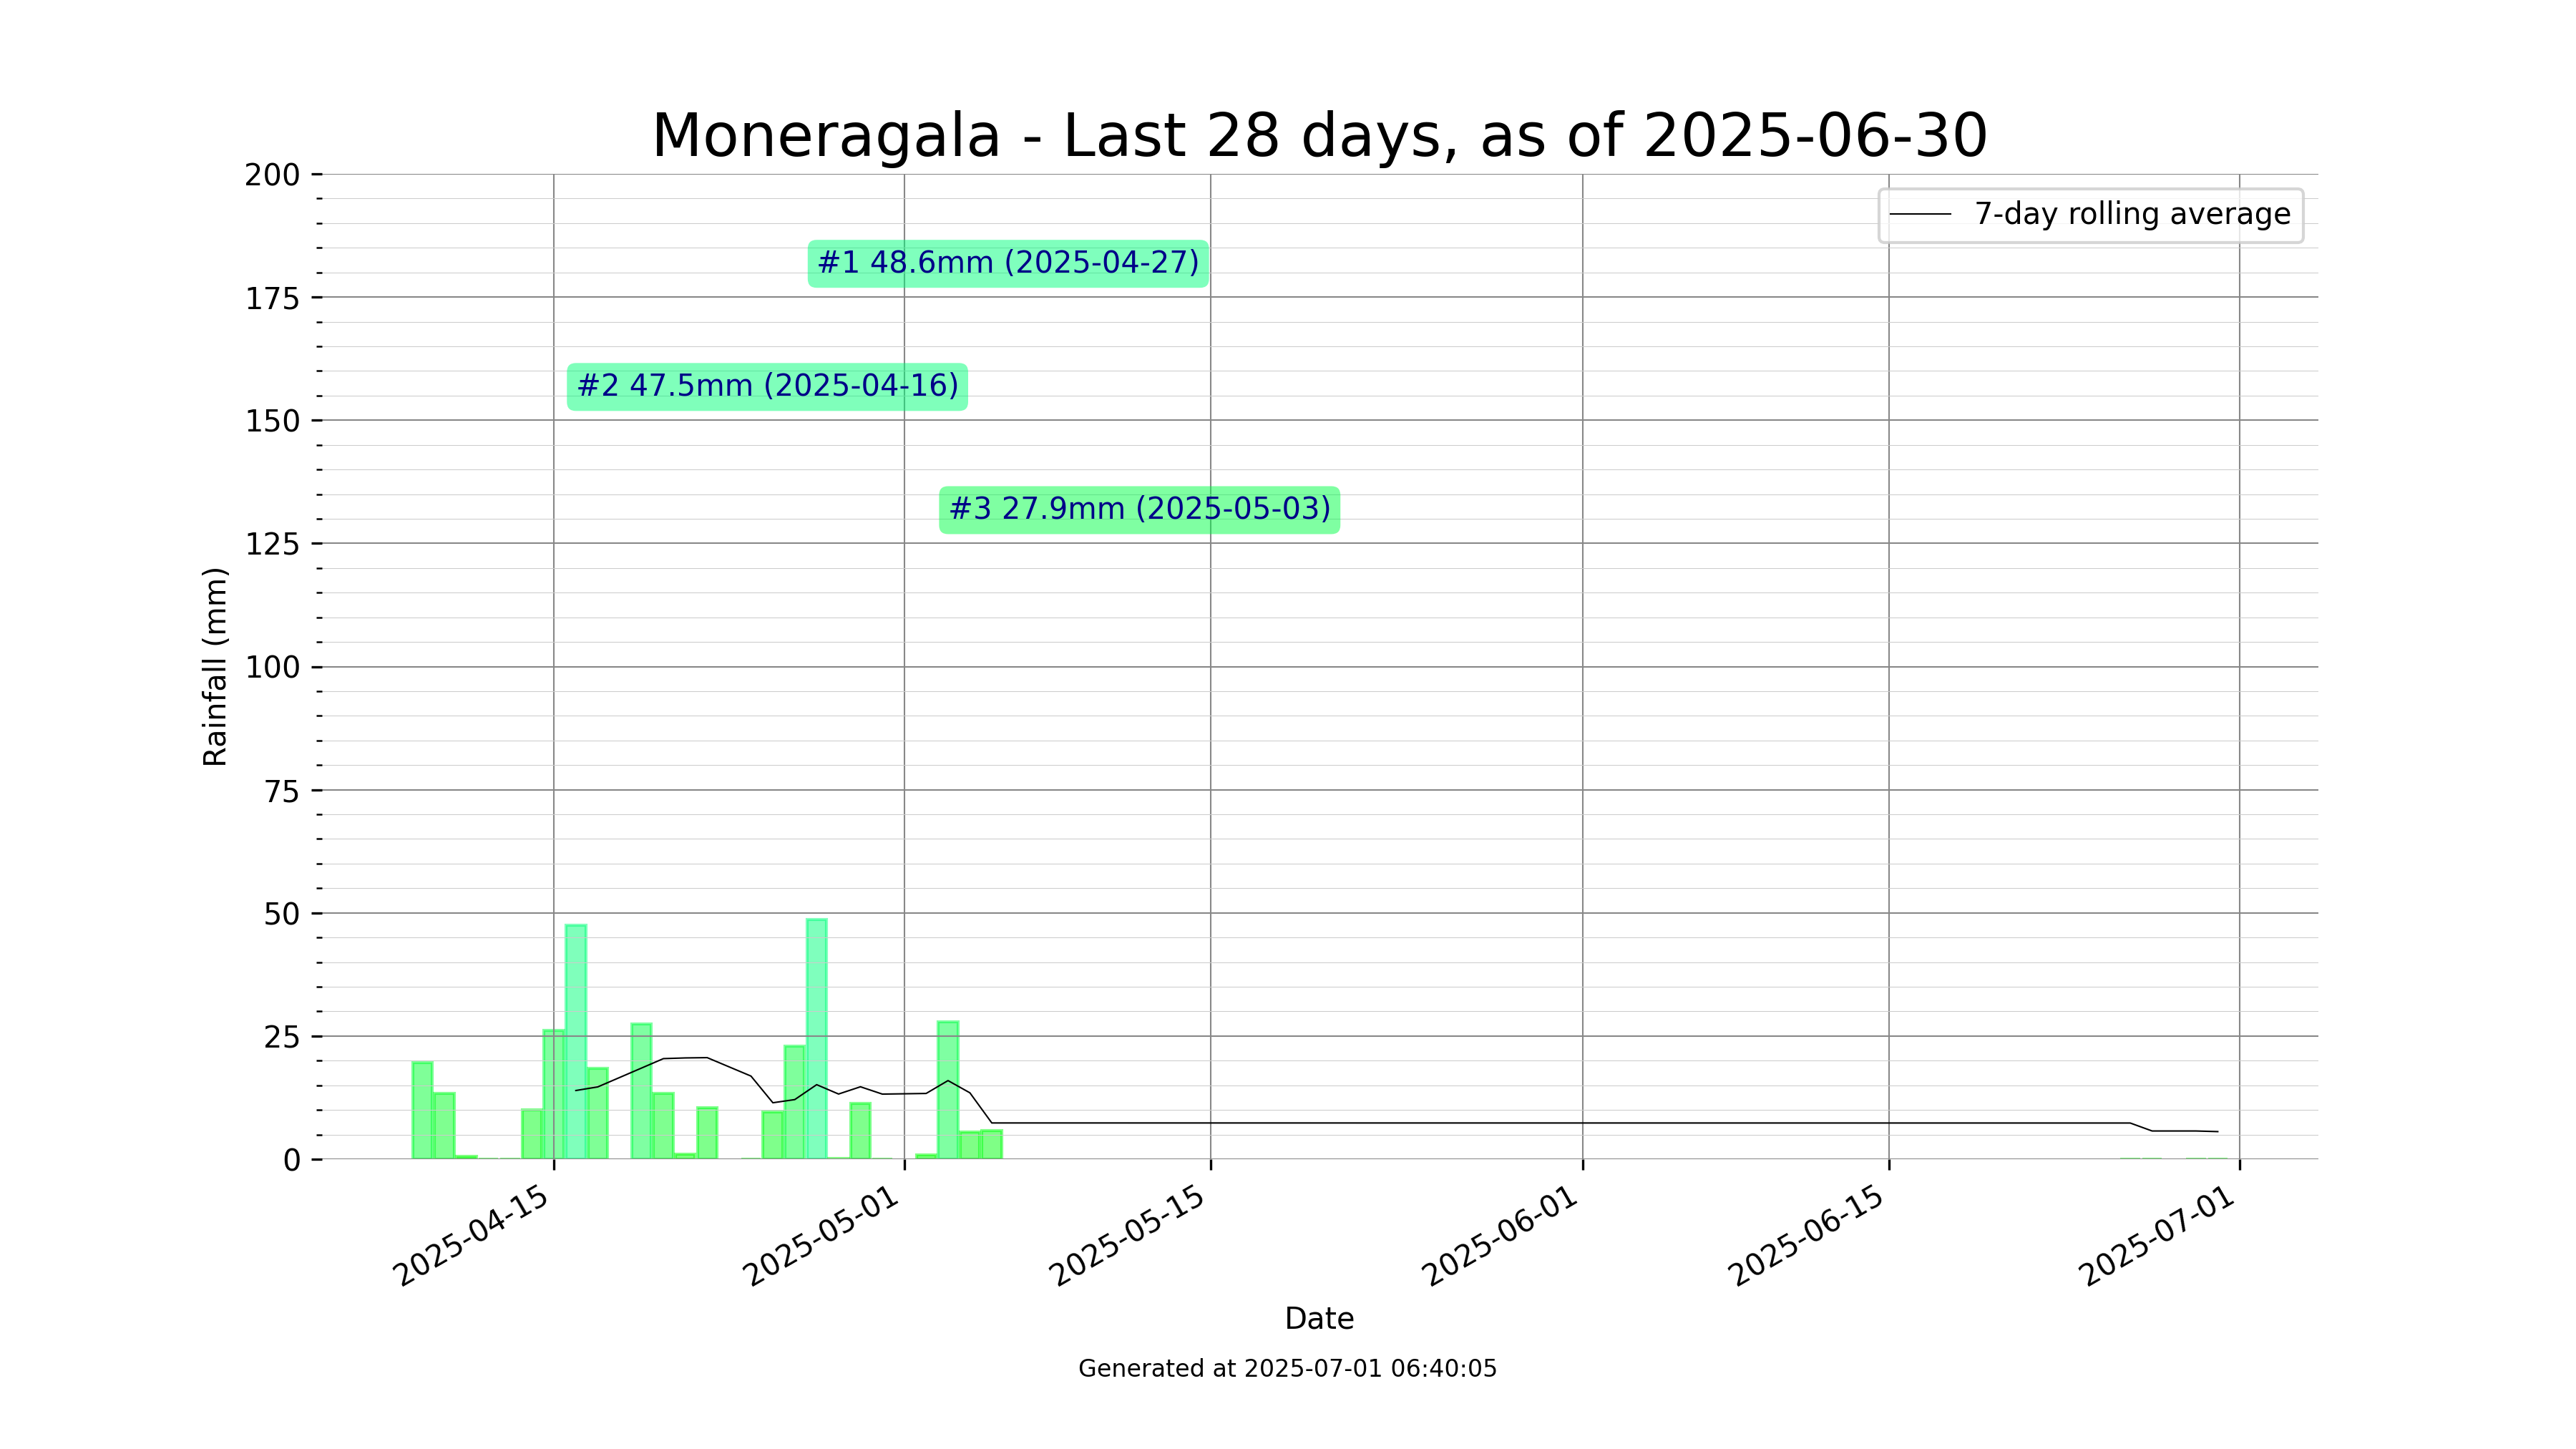 Moneragala - Last 28 days, as of 2025-06-30
200
175
150
125
100
75
50
25
0
Rainfall (mm)
7-day rolling average
#1 48.6mm (2025-04-27)
#2 47.5mm (2025-04-16)
#3 27.9mm (2025-05-03)
2025-04-15
2025-05-01
2025-05-15
2025-06-01
2025-06-15
2025-07-01
Date
Generated at 2025-07-01 06:40:05